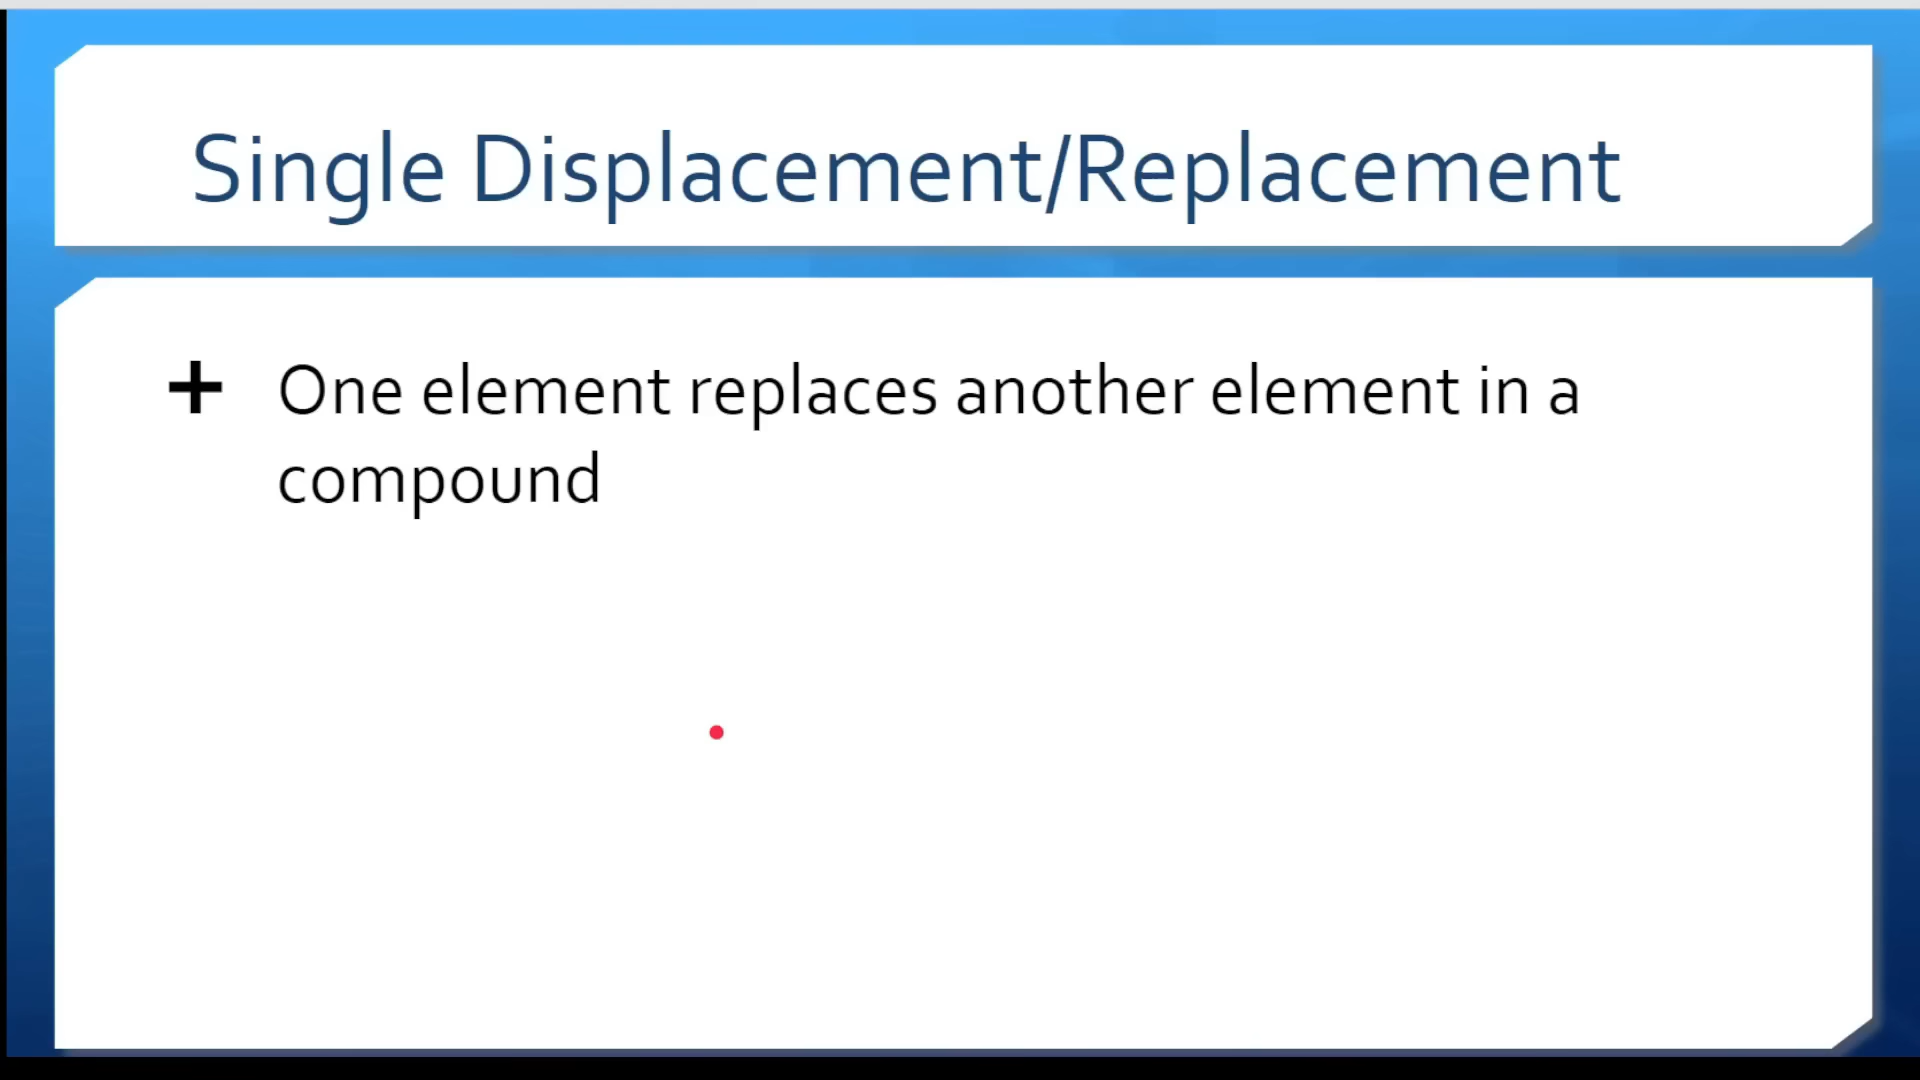 Single Displacement/Replacement
+ One element replaces another element in a
compound